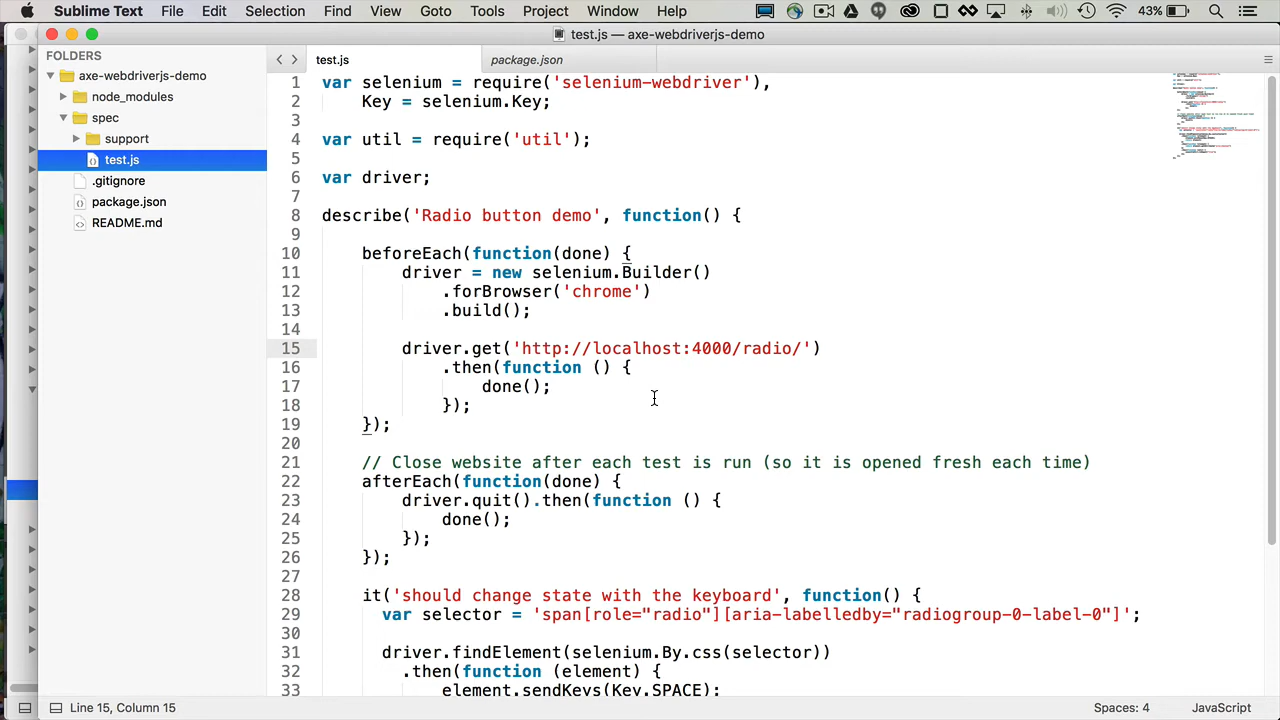 Sublime Text File Edit Selection Find View Goto Tools Project Window Help 43%
test.js — axe-webdriverjs-demo
FOLDERS
axe-webdriverjs-demo
node_modules
spec
support
test.js
.gitignore
package.json
README.md
test.js package.json
1 var selenium = require('selenium-webdriver'),
2 Key = selenium.Key;
3
4 var util = require('util');
5
6 var driver;
7
8 describe('Radio button demo', function() {
9
10 beforeEach(function(done) {
11 driver = new selenium.Builder()
12 .forBrowser('chrome')
13 .build();
14
15 driver.get('http://localhost:4000/radio/')
16 .then(function () {
17 done();
18 });
19 });
20
21 // Close website after each test is run (so it is opened fresh each time)
22 afterEach(function(done) {
23 driver.quit().then(function () {
24 done();
25 });
26 });
27
28 it('should change state with the keyboard', function() {
29 var selector = 'span[role="radio"][aria-labelledby="radiogroup-0-label-0"]';
30
31 driver.findElement(selenium.By.css(selector))
32 .then(function (element) {
33 element.sendKeys(Key.SPACE);
Line 15, Column 15 Spaces: 4 JavaScript